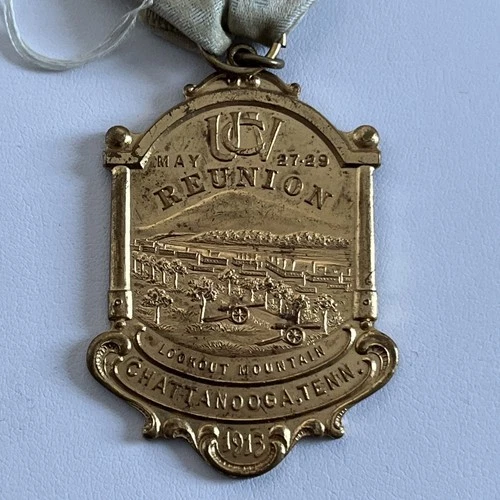 UCV
MAY 27-29
REUNION
LOOKOUT MOUNTAIN
CHATTANOOGA, TENN.
1913